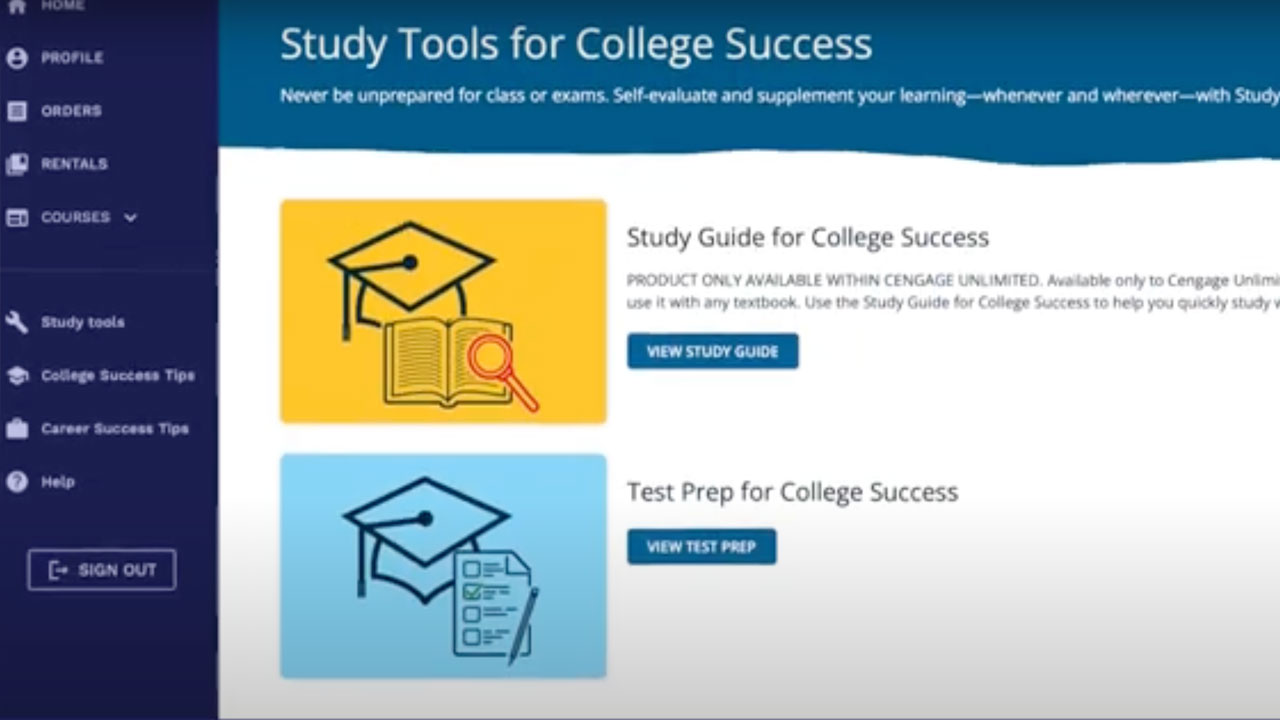 HOME
PROFILE
ORDERS
RENTALS
COURSES
Study tools
College Success Tips
Career Success Tips
Help
SIGN OUT
Study Tools for College Success
Never be unprepared for class or exams. Self-evaluate and supplement your learning—whenever and wherever—with Study
Study Guide for College Success
PRODUCT ONLY AVAILABLE WITHIN CENGAGE UNLIMITED. Available only to Cengage
use it with any textbook. Use the Study Guide for College Success to help you quickly study
VIEW STUDY GUIDE
Test Prep for College Success
VIEW TEST PREP